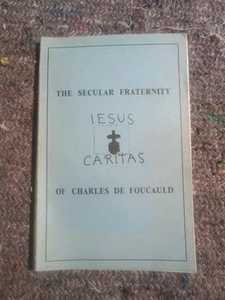 THE SECULAR FRATERNITY
IESUS
CARITAS
OF CHARLES DE FOUCAULD